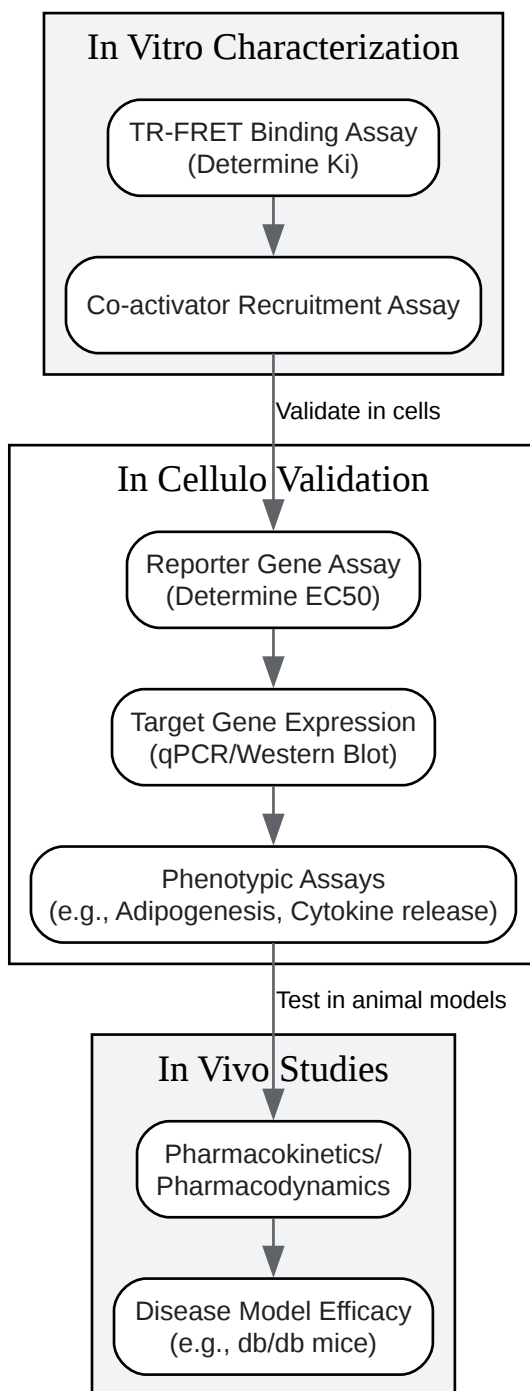 In Vitro Characterization
TR-FRET Binding Assay
(Determine Ki)
Co-activator Recruitment Assay
Validate in cells
In Cellulo Validation
Reporter Gene Assay
(Determine EC50)
Target Gene Expression
(qPCR/Western Blot)
Phenotypic Assays
(e.g., Adipogenesis, Cytokine release)
Test in animal models
In Vivo Studies
Pharmacokinetics/
Pharmacodynamics
Disease Model Efficacy
(e.g., db/db mice)